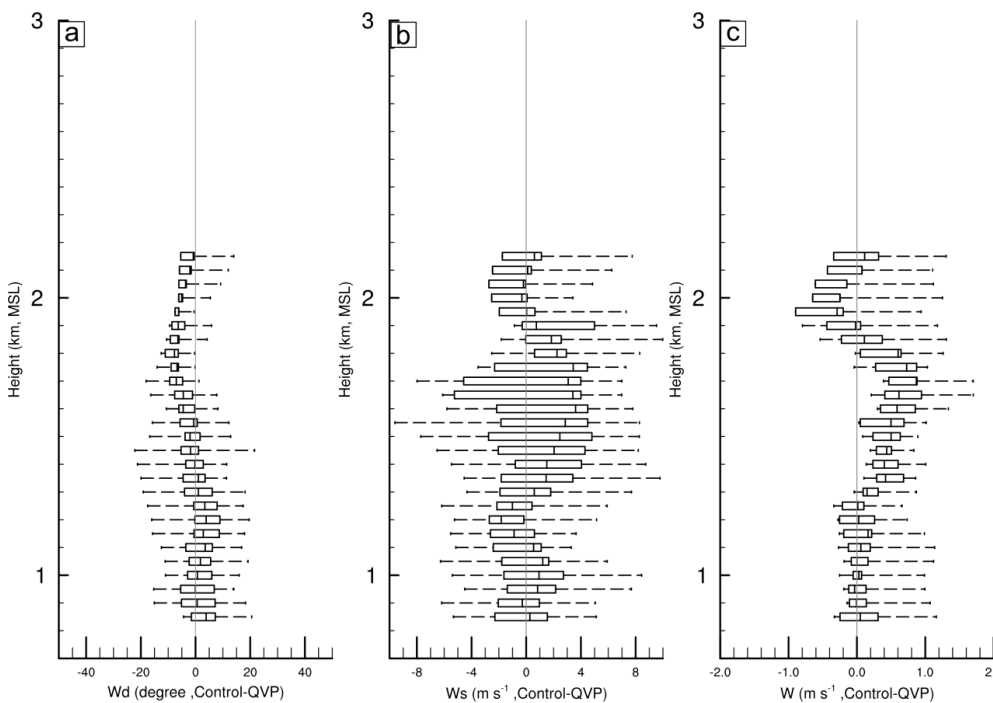 a
b
c
3
2
1
Height (km, MSL)
-40
-20
0
20
40
Wd (degree ,Control-QVP)
3
2
1
Height (km, MSL)
-8
-4
0
4
8
Ws (m s⁻¹ ,Control-QVP)
3
2
1
Height (km, MSL)
-2.0
-1.0
0.0
1.0
2.0
W (m s⁻¹ ,Control-QVP)